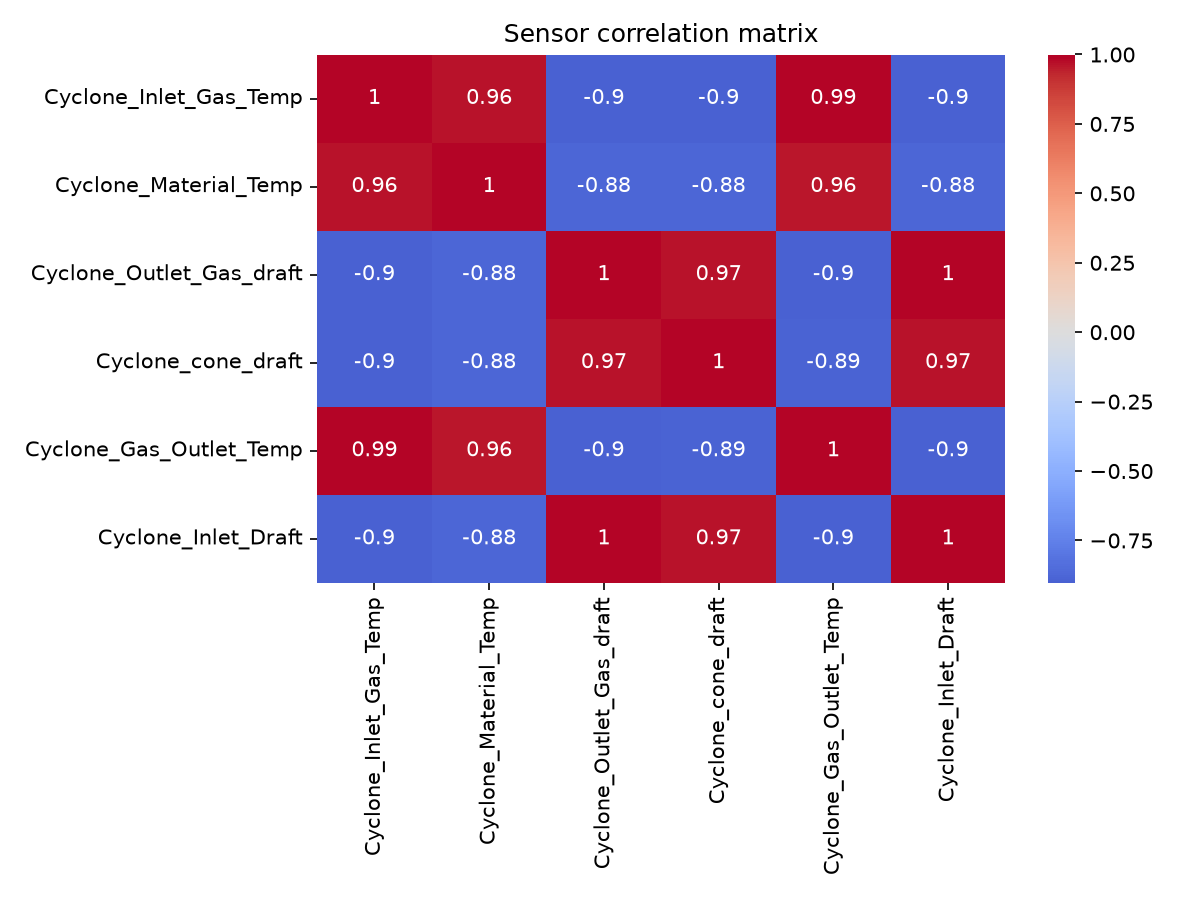 Sensor correlation matrix
Cyclone_Inlet_Gas_Temp 1 0.96 -0.9 -0.9 0.99 -0.9
Cyclone_Material_Temp 0.96 1 -0.88 -0.88 0.96 -0.88
Cyclone_Outlet_Gas_draft -0.9 -0.88 1 0.97 -0.9 1
Cyclone_cone_draft -0.9 -0.88 0.97 1 -0.89 0.97
Cyclone_Gas_Outlet_Temp 0.99 0.96 -0.9 -0.89 1 -0.9
Cyclone_Inlet_Draft -0.9 -0.88 1 0.97 -0.9 1
Cyclone_Inlet_Gas_Temp
Cyclone_Material_Temp
Cyclone_Outlet_Gas_draft
Cyclone_cone_draft
Cyclone_Gas_Outlet_Temp
Cyclone_Inlet_Draft
1.00
0.75
0.50
0.25
0.00
−0.25
−0.50
−0.75